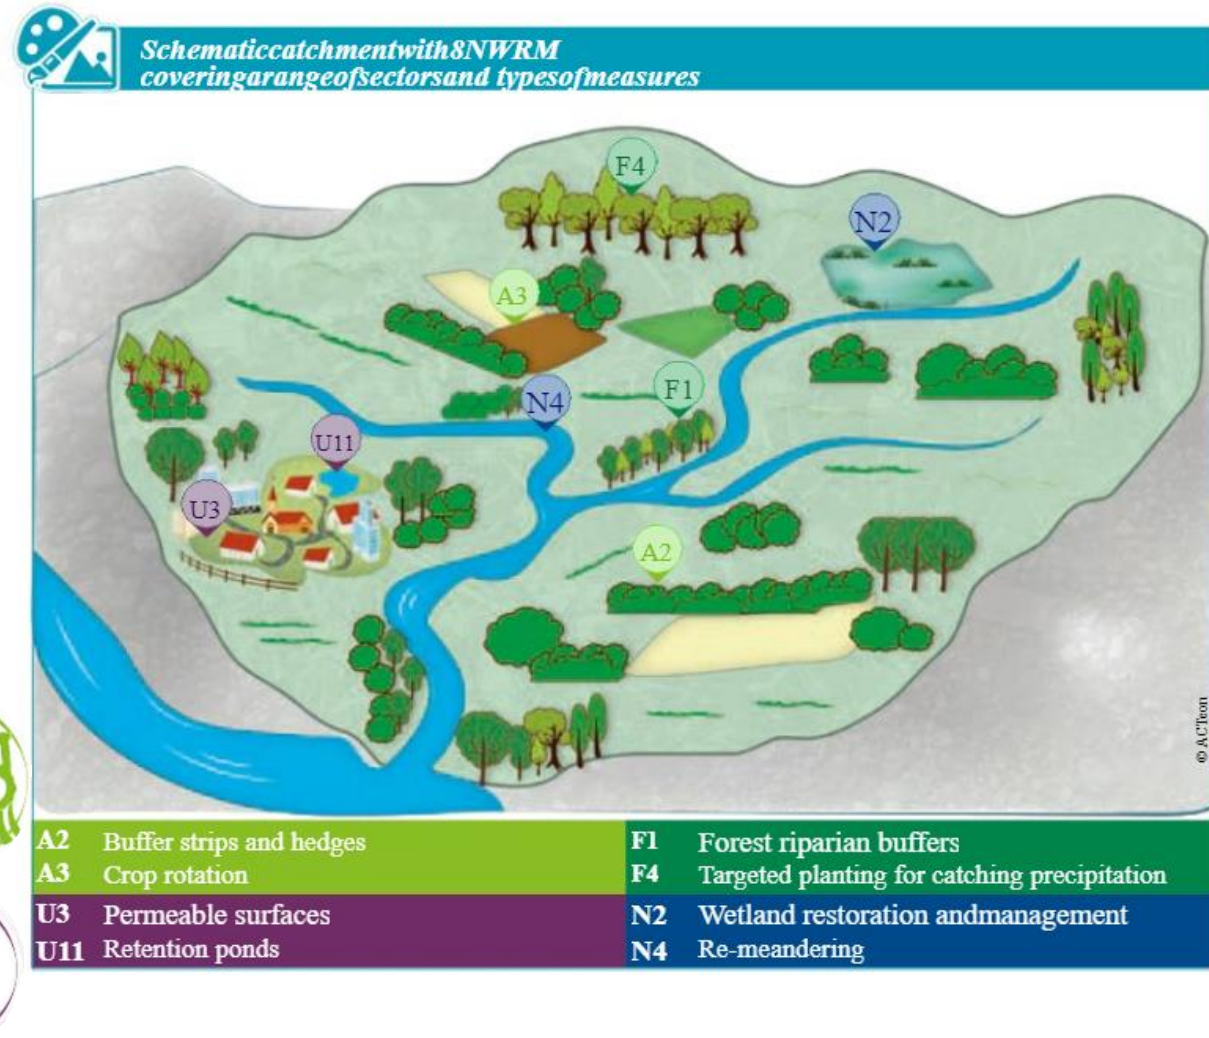 Schematiccatchmentwith8NWRM
coveringarangeofsectorsand typesofmeasures
F4
N2
A3
F1
N4
U11
U3
A2
© ACTeon
A2 Buffer strips and hedges
A3 Crop rotation
U3 Permeable surfaces
U11 Retention ponds
F1 Forest riparian buffers
F4 Targeted planting for catching precipitation
N2 Wetland restoration andmanagement
N4 Re-meandering